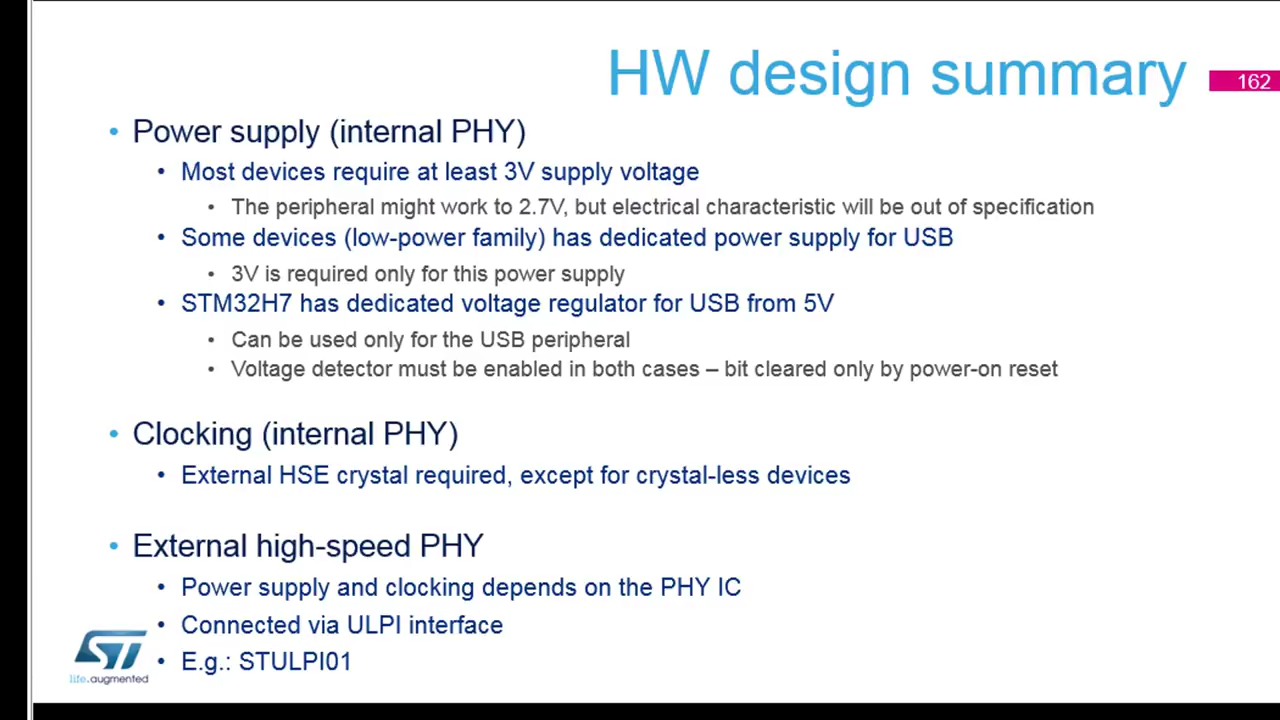 HW design summary
162
• Power supply (internal PHY)
• Most devices require at least 3V supply voltage
• The peripheral might work to 2.7V, but electrical characteristic will be out of specification
• Some devices (low-power family) has dedicated power supply for USB
• 3V is required only for this power supply
• STM32H7 has dedicated voltage regulator for USB from 5V
• Can be used only for the USB peripheral
• Voltage detector must be enabled in both cases – bit cleared only by power-on reset
• Clocking (internal PHY)
• External HSE crystal required, except for crystal-less devices
• External high-speed PHY
• Power supply and clocking depends on the PHY IC
• Connected via ULPI interface
• E.g.: STULPI01
ST
life.augmented